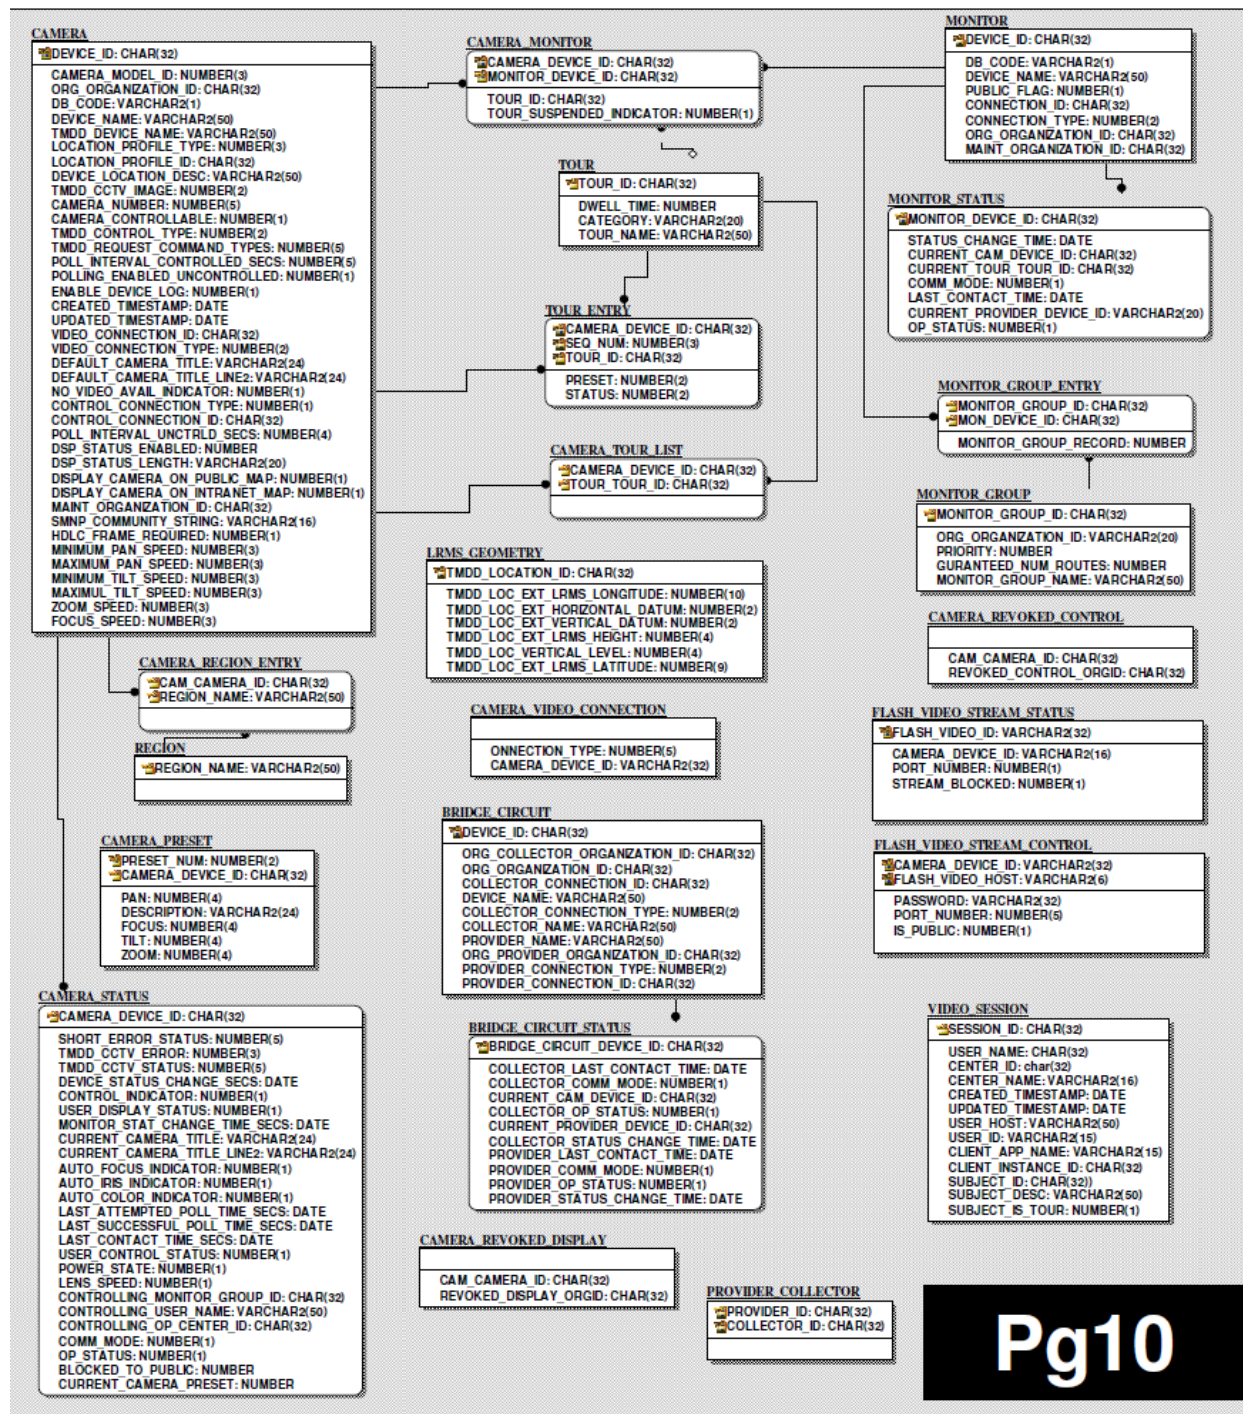 CAMERA
DEVICE_ID: CHAR(32)
CAMERA_MODEL_ID: NUMBER(3)
ORG_ORGANIZATION_ID: CHAR(32)
DB_CODE: VARCHAR2(1)
DEVICE_NAME: VARCHAR2(50)
TMDD_DEVICE_NAME: VARCHAR2(50)
LOCATION_PROFILE_TYPE: NUMBER(3)
LOCATION_PROFILE_ID: CHAR(32)
DEVICE_LOCATION_DESC: VARCHAR2(50)
TMDD_CCTV_IMAGE: NUMBER(2)
CAMERA_NUMBER: NUMBER(5)
CAMERA_CONTROLLABLE: NUMBER(1)
TMDD_CONTROL_TYPE: NUMBER(2)
TMDD_REQUEST_COMMAND_TYPES: NUMBER(5)
POLL_INTERVAL_CONTROLLED_SECS: NUMBER(5)
POLLING_ENABLED_UNCONTROLLED: NUMBER(1)
ENABLE_DEVICE_LOG: NUMBER(1)
CREATED_TIMESTAMP: DATE
UPDATED_TIMESTAMP: DATE
VIDEO_CONNECTION_ID: CHAR(32)
VIDEO_CONNECTION_TYPE: NUMBER(2)
DEFAULT_CAMERA_TITLE: VARCHAR2(24)
DEFAULT_CAMERA_TITLE_LINE2: VARCHAR2(24)
NO_VIDEO_AVAIL_INDICATOR: NUMBER(1)
CONTROL_CONNECTION_TYPE: NUMBER(1)
CONTROL_CONNECTION_ID: CHAR(32)
POLL_INTERVAL_UNCTRLD_SECS: NUMBER(4)
DSP_STATUS_ENABLED: NUMBER
DSP_STATUS_LENGTH: VARCHAR2(20)
DISPLAY_CAMERA_ON_PUBLIC_MAP: NUMBER(1)
DISPLAY_CAMERA_ON_INTRANET_MAP: NUMBER(1)
MAINT_ORGANIZATION_ID: CHAR(32)
SMNP_COMMUNITY_STRING: VARCHAR2(16)
HDLC_FRAME_REQUIRED: NUMBER(1)
MINIMUM_PAN_SPEED: NUMBER(3)
MAXIMUM_PAN_SPEED: NUMBER(3)
MINIMUM_TILT_SPEED: NUMBER(3)
MAXIMUL_TILT_SPEED: NUMBER(3)
ZOOM_SPEED: NUMBER(3)
FOCUS_SPEED: NUMBER(3)
CAMERA_REGION_ENTRY
CAM_CAMERA_ID: CHAR(32)
REGION_NAME: VARCHAR2(50)
REGION
REGION_NAME: VARCHAR2(50)
CAMERA_PRESET
PRESET_NUM: NUMBER(2)
CAMERA_DEVICE_ID: CHAR(32)
PAN: NUMBER(4)
DESCRIPTION: VARCHAR2(24)
FOCUS: NUMBER(4)
TILT: NUMBER(4)
ZOOM: NUMBER(4)
CAMERA_STATUS
CAMERA_DEVICE_ID: CHAR(32)
SHORT_ERROR_STATUS: NUMBER(5)
TMDD_CCTV_ERROR: NUMBER(3)
TMDD_CCTV_STATUS: NUMBER(5)
DEVICE_STATUS_CHANGE_SECS: DATE
CONTROL_INDICATOR: NUMBER(1)
USER_DISPLAY_STATUS: NUMBER(1)
MONITOR_STAT_CHANGE_TIME_SECS: DATE
CURRENT_CAMERA_TITLE: VARCHAR2(24)
CURRENT_CAMERA_TITLE_LINE2: VARCHAR2(24)
AUTO_FOCUS_INDICATOR: NUMBER(1)
AUTO_IRIS_INDICATOR: NUMBER(1)
AUTO_COLOR_INDICATOR: NUMBER(1)
LAST_ATTEMPTED_POLL_TIME_SECS: DATE
LAST_SUCCESSFUL_POLL_TIME_SECS: DATE
LAST_CONTACT_TIME_SECS: DATE
USER_CONTROL_STATUS: NUMBER(1)
POWER_STATE: NUMBER(1)
LENS_SPEED: NUMBER(1)
CONTROLLING_MONITOR_GROUP_ID: CHAR(32)
CONTROLLING_USER_NAME: VARCHAR2(50)
CONTROLLING_OP_CENTER_ID: CHAR(32)
COMM_MODE: NUMBER(1)
OP_STATUS: NUMBER(1)
BLOCKED_TO_PUBLIC: NUMBER
CURRENT_CAMERA_PRESET: NUMBER
CAMERA_MONITOR
CAMERA_DEVICE_ID: CHAR(32)
MONITOR_DEVICE_ID: CHAR(32)
TOUR_ID: CHAR(32)
TOUR_SUSPENDED_INDICATOR: NUMBER(1)
TOUR
TOUR_ID: CHAR(32)
DWELL_TIME: NUMBER
CATEGORY: VARCHAR2(20)
TOUR_NAME: VARCHAR2(50)
TOUR_ENTRY
CAMERA_DEVICE_ID: CHAR(32)
SEQ_NUM: NUMBER(3)
TOUR_ID: CHAR(32)
PRESET: NUMBER(2)
STATUS: NUMBER(2)
CAMERA_TOUR_LIST
CAMERA_DEVICE_ID: CHAR(32)
TOUR_TOUR_ID: CHAR(32)
LRMS_GEOMETRY
TMDD_LOCATION_ID: CHAR(32)
TMDD_LOC_EXT_LRMS_LONGITUDE: NUMBER(10)
TMDD_LOC_EXT_HORIZONTAL_DATUM: NUMBER(2)
TMDD_LOC_EXT_VERTICAL_DATUM: NUMBER(2)
TMDD_LOC_EXT_LRMS_HEIGHT: NUMBER(4)
TMDD_LOC_VERTICAL_LEVEL: NUMBER(4)
TMDD_LOC_EXT_LRMS_LATITUDE: NUMBER(9)
CAMERA_VIDEO_CONNECTION
ONNECTION_TYPE: NUMBER(5)
CAMERA_DEVICE_ID: VARCHAR2(32)
BRIDGE_CIRCUIT
DEVICE_ID: CHAR(32)
ORG_COLLECTOR_ORGANIZATION_ID: CHAR(32)
ORG_ORGANIZATION_ID: CHAR(32)
COLLECTOR_CONNECTION_ID: CHAR(32)
DEVICE_NAME: VARCHAR2(50)
COLLECTOR_CONNECTION_TYPE: NUMBER(2)
COLLECTOR_NAME: VARCHAR2(50)
PROVIDER_NAME: VARCHAR2(50)
ORG_PROVIDER_ORGANIZATION_ID: CHAR(32)
PROVIDER_CONNECTION_TYPE: NUMBER(2)
PROVIDER_CONNECTION_ID: CHAR(32)
BRIDGE_CIRCUIT_STATUS
BRIDGE_CIRCUIT_DEVICE_ID: CHAR(32)
COLLECTOR_LAST_CONTACT_TIME: DATE
COLLECTOR_COMM_MODE: NUMBER(1)
CURRENT_CAM_DEVICE_ID: CHAR(32)
COLLECTOR_OP_STATUS: NUMBER(1)
CURRENT_PROVIDER_DEVICE_ID: CHAR(32)
COLLECTOR_STATUS_CHANGE_TIME: DATE
PROVIDER_LAST_CONTACT_TIME: DATE
PROVIDER_COMM_MODE: NUMBER(1)
PROVIDER_OP_STATUS: NUMBER(1)
PROVIDER_STATUS_CHANGE_TIME: DATE
CAMERA_REVOKED_DISPLAY
CAM_CAMERA_ID: CHAR(32)
REVOKED_DISPLAY_ORGID: CHAR(32)
PROVIDER_COLLECTOR
PROVIDER_ID: CHAR(32)
COLLECTOR_ID: CHAR(32)
MONITOR
DEVICE_ID: CHAR(32)
DB_CODE: VARCHAR2(1)
DEVICE_NAME: VARCHAR2(50)
PUBLIC_FLAG: NUMBER(1)
CONNECTION_ID: CHAR(32)
CONNECTION_TYPE: NUMBER(2)
ORG_ORGANIZATION_ID: CHAR(32)
MAINT_ORGANIZATION_ID: CHAR(32)
MONITOR_STATUS
MONITOR_DEVICE_ID: CHAR(32)
STATUS_CHANGE_TIME: DATE
CURRENT_CAM_DEVICE_ID: CHAR(32)
CURRENT_TOUR_TOUR_ID: CHAR(32)
COMM_MODE: NUMBER(1)
LAST_CONTACT_TIME: DATE
CURRENT_PROVIDER_DEVICE_ID: VARCHAR2(20)
OP_STATUS: NUMBER(1)
MONITOR_GROUP_ENTRY
MONITOR_GROUP_ID: CHAR(32)
MON_DEVICE_ID: CHAR(32)
MONITOR_GROUP_RECORD: NUMBER
MONITOR_GROUP
MONITOR_GROUP_ID: CHAR(32)
ORG_ORGANIZATION_ID: VARCHAR2(20)
PRIORITY: NUMBER
GURANTEED_NUM_ROUTES: NUMBER
MONITOR_GROUP_NAME: VARCHAR2(50)
CAMERA_REVOKED_CONTROL
CAM_CAMERA_ID: CHAR(32)
REVOKED_CONTROL_ORGID: CHAR(32)
FLASH_VIDEO_STREAM_STATUS
FLASH_VIDEO_ID: VARCHAR2(32)
CAMERA_DEVICE_ID: VARCHAR2(16)
PORT_NUMBER: NUMBER(1)
STREAM_BLOCKED: NUMBER(1)
FLASH_VIDEO_STREAM_CONTROL
CAMERA_DEVICE_ID: VARCHAR2(32)
FLASH_VIDEO_HOST: VARCHAR2(6)
PASSWORD: VARCHAR2(32)
PORT_NUMBER: NUMBER(5)
IS_PUBLIC: NUMBER(1)
VIDEO_SESSION
SESSION_ID: CHAR(32)
USER_NAME: CHAR(32)
CENTER_ID: char(32)
CENTER_NAME: VARCHAR2(16)
CREATED_TIMESTAMP: DATE
UPDATED_TIMESTAMP: DATE
USER_HOST: VARCHAR2(50)
USER_ID: VARCHAR2(15)
CLIENT_APP_NAME: VARCHAR2(15)
CLIENT_INSTANCE_ID: CHAR(32)
SUBJECT_ID: CHAR(32))
SUBJECT_DESC: VARCHAR2(50)
SUBJECT_IS_TOUR: NUMBER(1)
Pg10